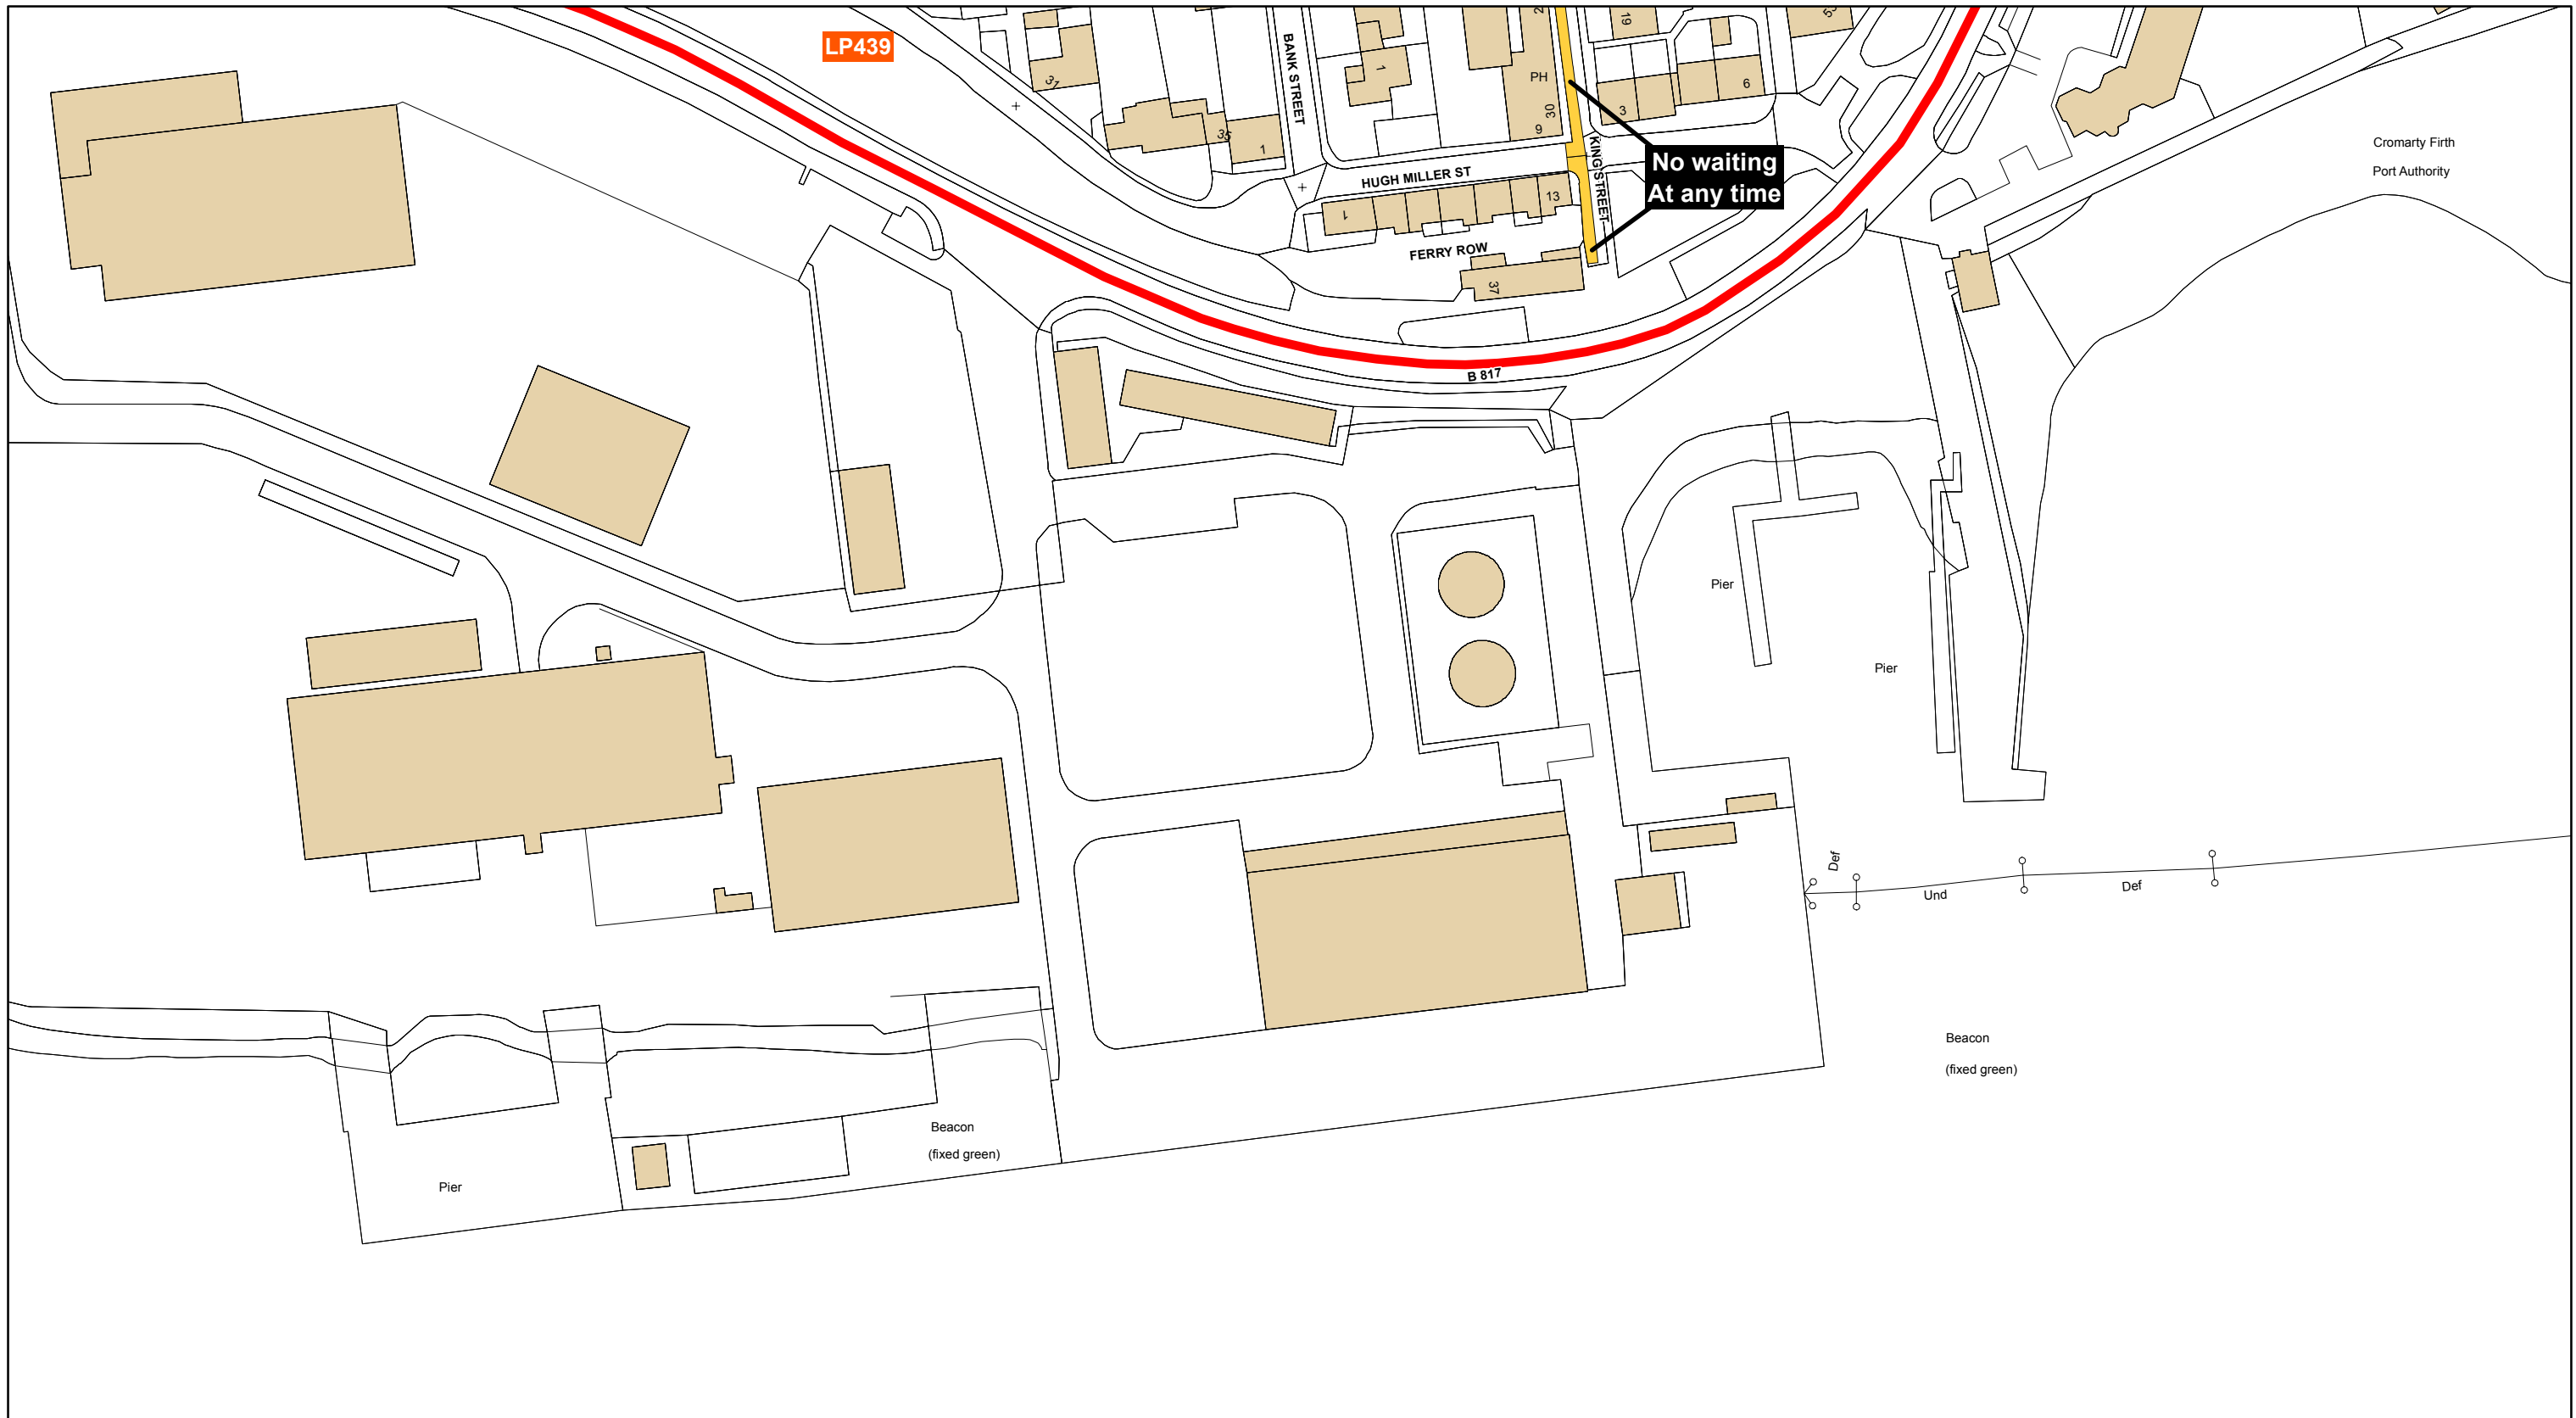 LP439
BANK STREET
19
31
1
PH
30
9
3
6
35
1
KING STREET
No waiting
At any time
HUGH MILLER ST
1
13
FERRY ROW
37
B 817
Cromarty Firth
Port Authority
Pier
Pier
Def
Und
Def
Beacon
(fixed green)
Beacon
(fixed green)
Pier